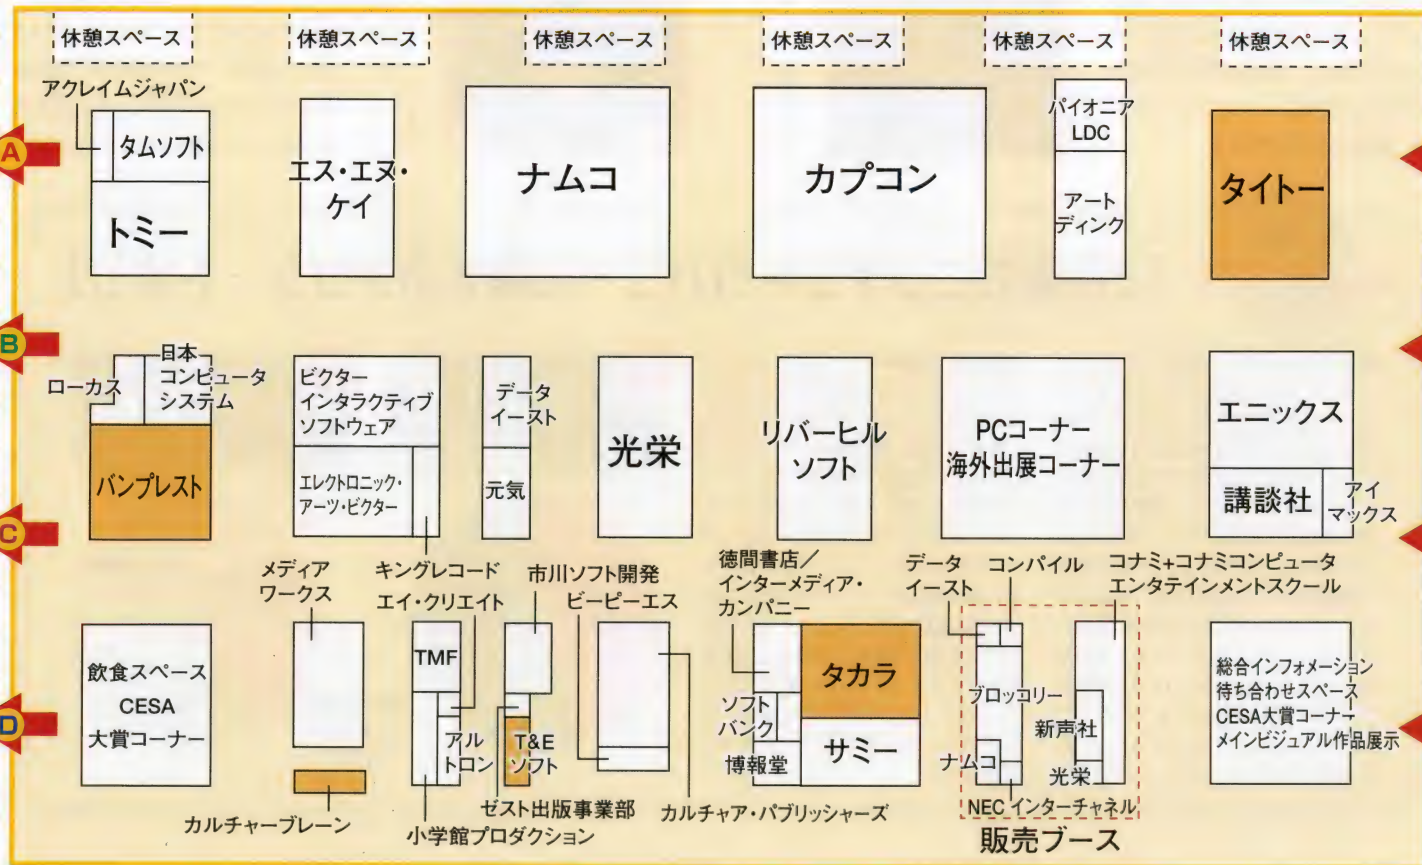 休憩スペース
休憩スペース
休憩スペース
休憩スペース
休憩スペース
休憩スペース
アクレイムジャパン
タムソフト
トミー
エス・エヌ・
ケイ
ナムコ
カプコン
パイオニア
LDC
アート
ディンク
タイトー
A
B
ローカス
日本
コンピュータ
システム
バンプレスト
ビクター
インタラクティブ
ソフトウェア
エレクトロニック・
アーツ・ビクター
データ
イースト
元気
光栄
リバーヒル
ソフト
PCコーナー
海外出展コーナー
エニックス
講談社
アイ
マックス
C
メディア
ワークス
キングレコード
エイ・クリエイト
市川ソフト開発
ビーピーエス
徳間書店／
インターメディア・
カンパニー
データ
イースト
コンパイル
コナミ+コナミコンピュータ
エンタテインメントスクール
飲食スペース
CESA
大賞コーナー
D
TMF
アル
トロン
T&E
ソフト
タカラ
ソフト
バンク
博報堂
サミー
ブロッコリー
新声社
ナムコ
光栄
NECインターチャネル
総合インフォメーション
待ち合わせスペース
CESA大賞コーナー
メインビジュアル作品展示
カルチャーブレーン
小学館プロダクション
ゼスト出版事業部
カルチャア・パブリッシャーズ
販売ブース